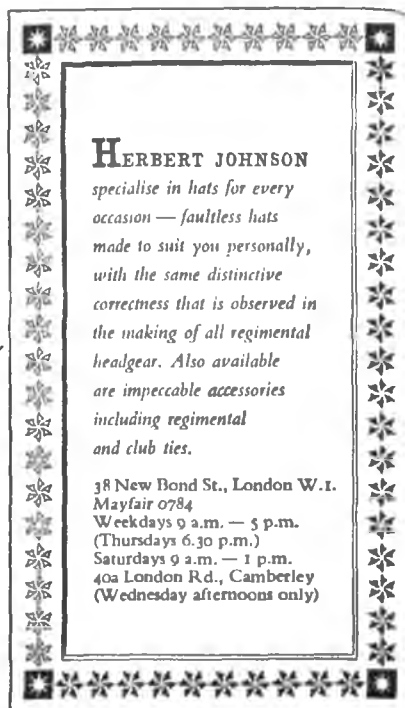 HERBERT JOHNSON
specialise in hats for every
occasion — faultless hats
made to suit you personally,
with the same distinctive
correctness that is observed in
the making of all regimental
headgear. Also available
are impeccable accessories
including regimental
and club ties.
38 New Bond St., London W.1.
Mayfair 0784
Weekdays 9 a.m. — 5 p.m.
(Thursdays 6.30 p.m.)
Saturdays 9 a.m. — 1 p.m.
40a London Rd., Camberley
(Wednesday afternoons only)